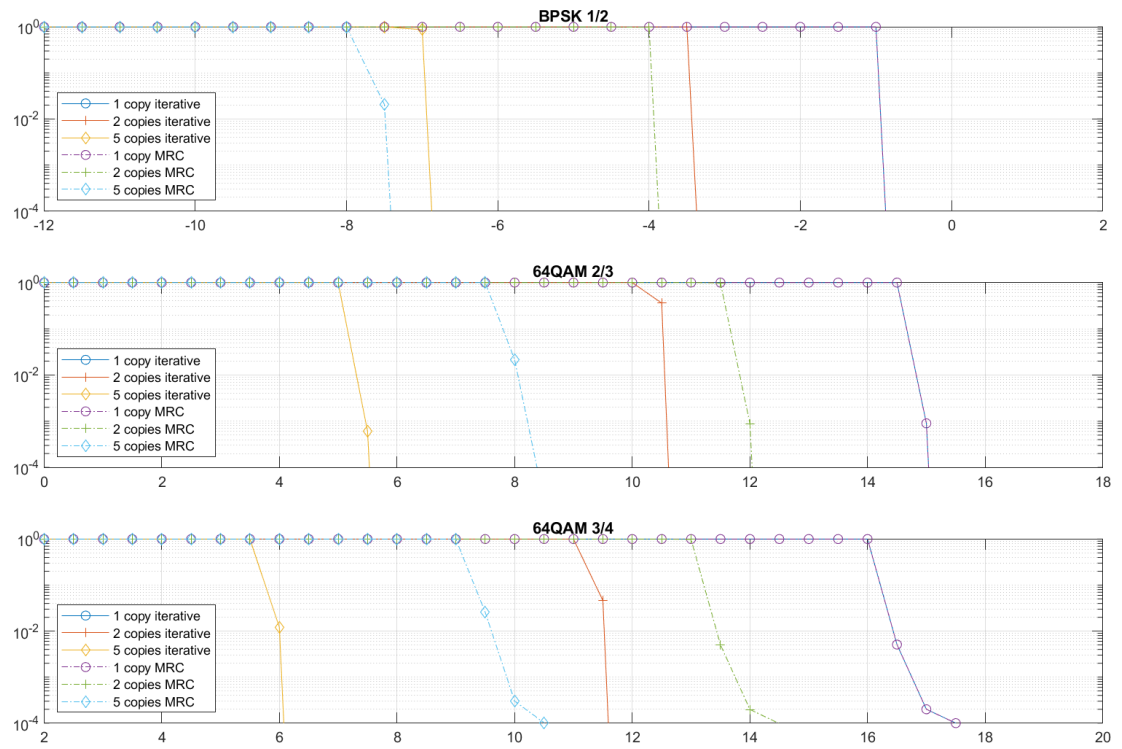 BPSK 1/2
10^0
10^-2
10^-4
1 copy iterative
2 copies iterative
5 copies iterative
1 copy MRC
2 copies MRC
5 copies MRC
-12 -10 -8 -6 -4 -2 0 2
64QAM 2/3
10^0
10^-2
10^-4
1 copy iterative
2 copies iterative
5 copies iterative
1 copy MRC
2 copies MRC
5 copies MRC
0 2 4 6 8 10 12 14 16 18
64QAM 3/4
10^0
10^-2
10^-4
1 copy iterative
2 copies iterative
5 copies iterative
1 copy MRC
2 copies MRC
5 copies MRC
2 4 6 8 10 12 14 16 18 20